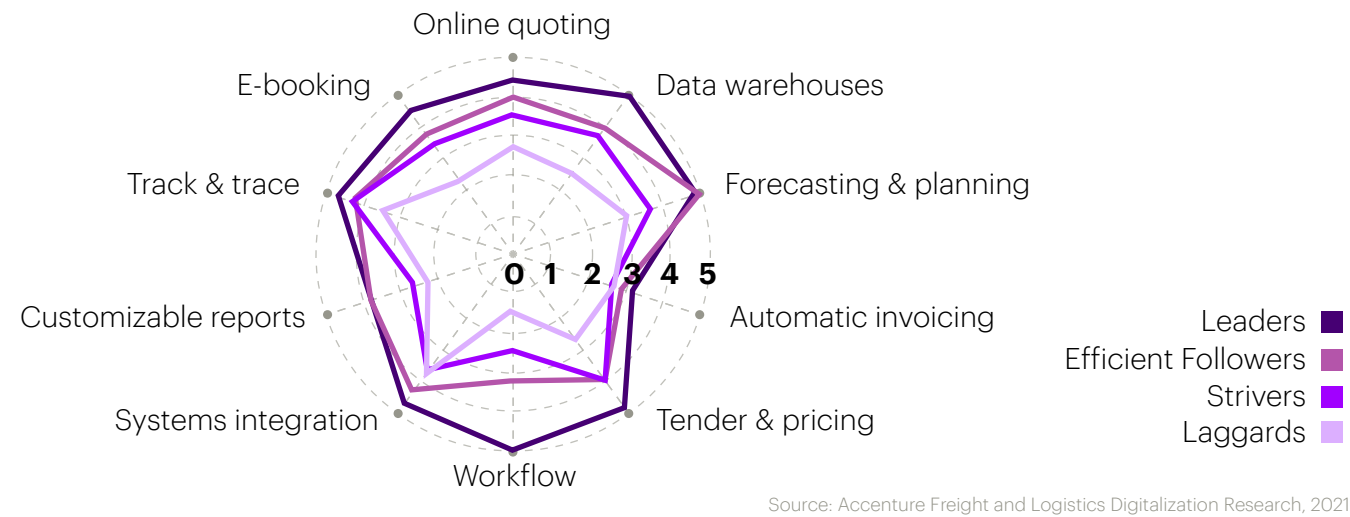 Online quoting
E-booking
Data warehouses
Track & trace
Forecasting & planning
0 1 2 3 4 5
Customizable reports
Automatic invoicing
Systems integration
Tender & pricing
Workflow
Leaders
Efficient Followers
Strivers
Laggards
Source: Accenture Freight and Logistics Digitalization Research, 2021